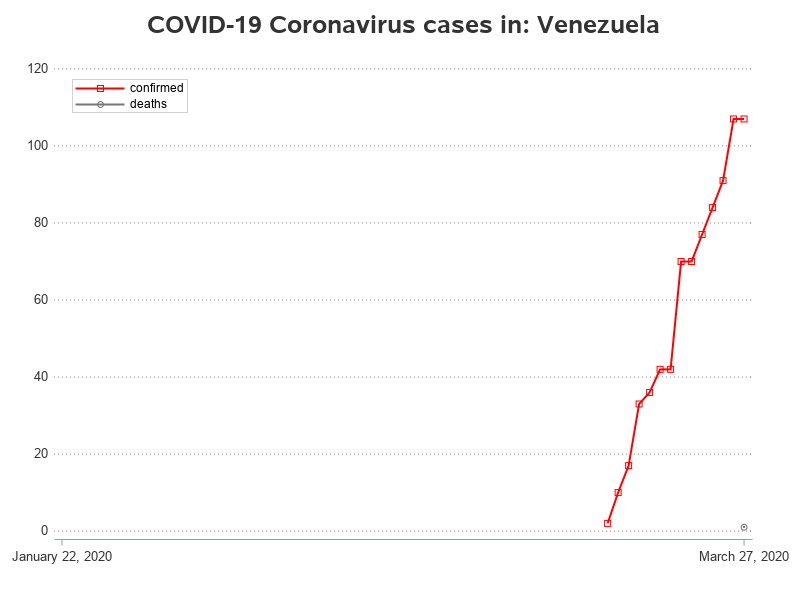 COVID-19 Coronavirus cases in: Venezuela
120
confirmed
deaths
100
80
60
40
20
0
January 22, 2020
March 27, 2020